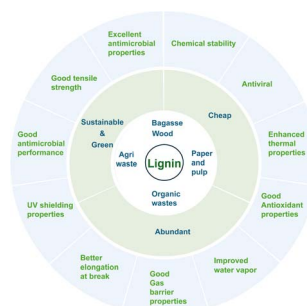 Excellent
antimicrobial
properties
Chemical stability
Good tensile
strength
Antiviral
Sustainable
&
Green
Cheap
Bagasse
Wood
Good
antimicrobial
performance
Enhanced
thermal
properties
Agri
waste
Lignin
Paper
and
pulp
Organic
wastes
UV shielding
properties
Good
Antioxidant
properties
Abundant
Better
elongation
at break
Improved
water vapor
Good
Gas
barrier
properties